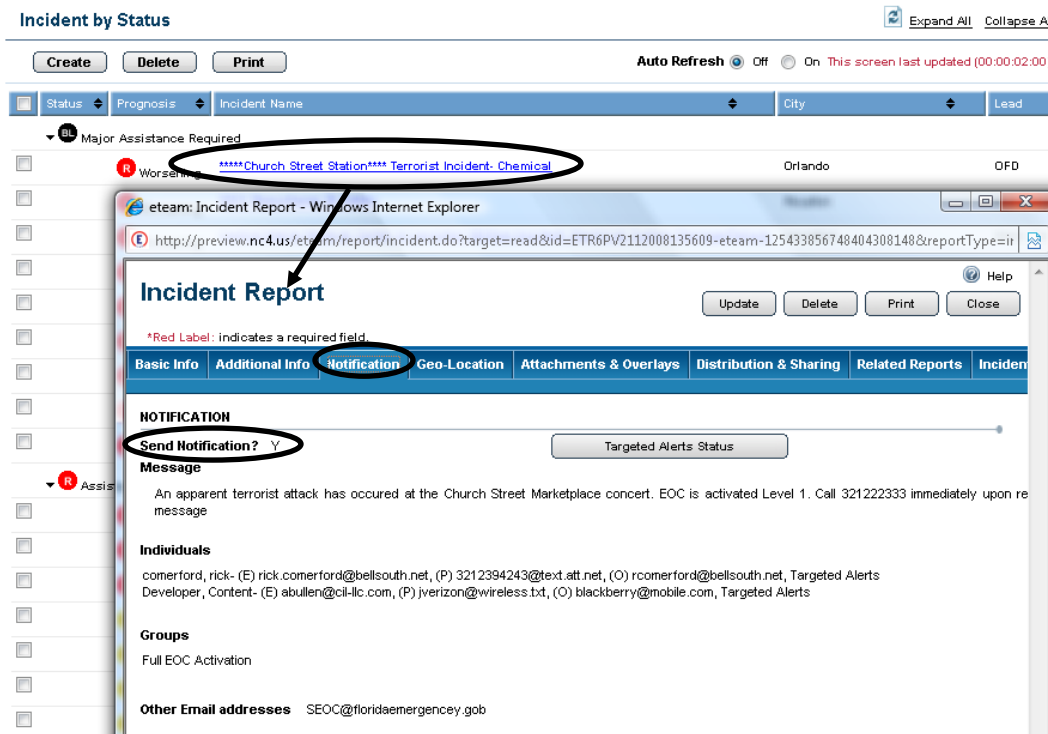 Incident by Status
Expand All Collapse A
Create Delete Print Auto Refresh Off On This screen last updated (00:00:02:00
Status Prognosis Incident Name City Lead
BL Major Assistance Required
R Worsening *****Church Street Station**** Terrorist Incident- Chemical Orlando OFD
eteam: Incident Report - Windows Internet Explorer
http://preview.nc4.us/eteam/report/incident.do?target=read&id=ETR6PV2112008135609-eteam-125433856748404308148&reportType=ir
Help
Incident Report
Update Delete Print Close
*Red Label: indicates a required field.
Basic Info Additional Info Notification Geo-Location Attachments & Overlays Distribution & Sharing Related Reports Inciden
NOTIFICATION
Send Notification? Y Targeted Alerts Status
Message
R Assis
An apparent terrorist attack has occured at the Church Street Marketplace concert. EOC is activated Level 1. Call 321222333 immediately upon re
message
Individuals
comerford, rick- (E) rick.comerford@bellsouth.net, (P) 3212394243@text.att.net, (O) rcomerford@bellsouth.net, Targeted Alerts
Developer, Content- (E) abullen@cil-llc.com, (P) jverizon@wireless.txt, (O) blackberry@mobile.com, Targeted Alerts
Groups
Full EOC Activation
Other Email addresses SEOC@floridaemergencey.gob